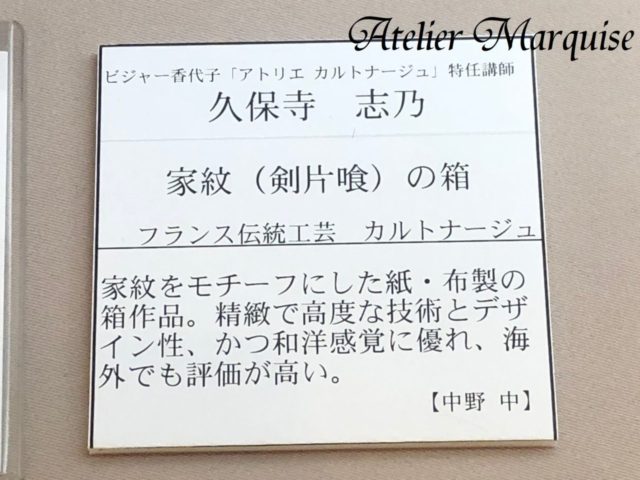 Atelier Marquise
ビジャー香代子「アトリエ カルトナージュ」特任講師
久保寺　志乃
家紋（剣片喰）の箱
フランス伝統工芸　カルトナージュ
家紋をモチーフにした紙・布製の
箱作品。精緻で高度な技術とデザ
イン性、かつ和洋感覚に優れ、海
外でも評価が高い。
【中野 中】